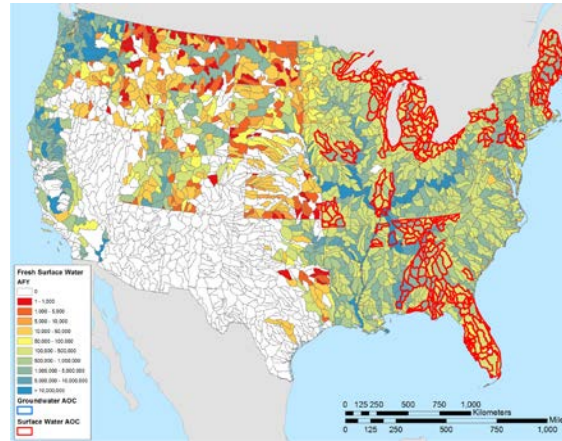 Fresh Surface Water
AFY
0
1 - 1,000
1,000 - 5,000
5,000 - 10,000
10,000 - 50,000
50,000 - 100,000
100,000 - 500,000
500,000 - 1,000,000
1,000,000 - 5,000,000
5,000,000 - 10,000,000
> 10,000,000
Groundwater AOC
Surface Water AOC
0 125 250 500 750 1,000
Kilometers
Mile
0 125 250 500 750 1,000